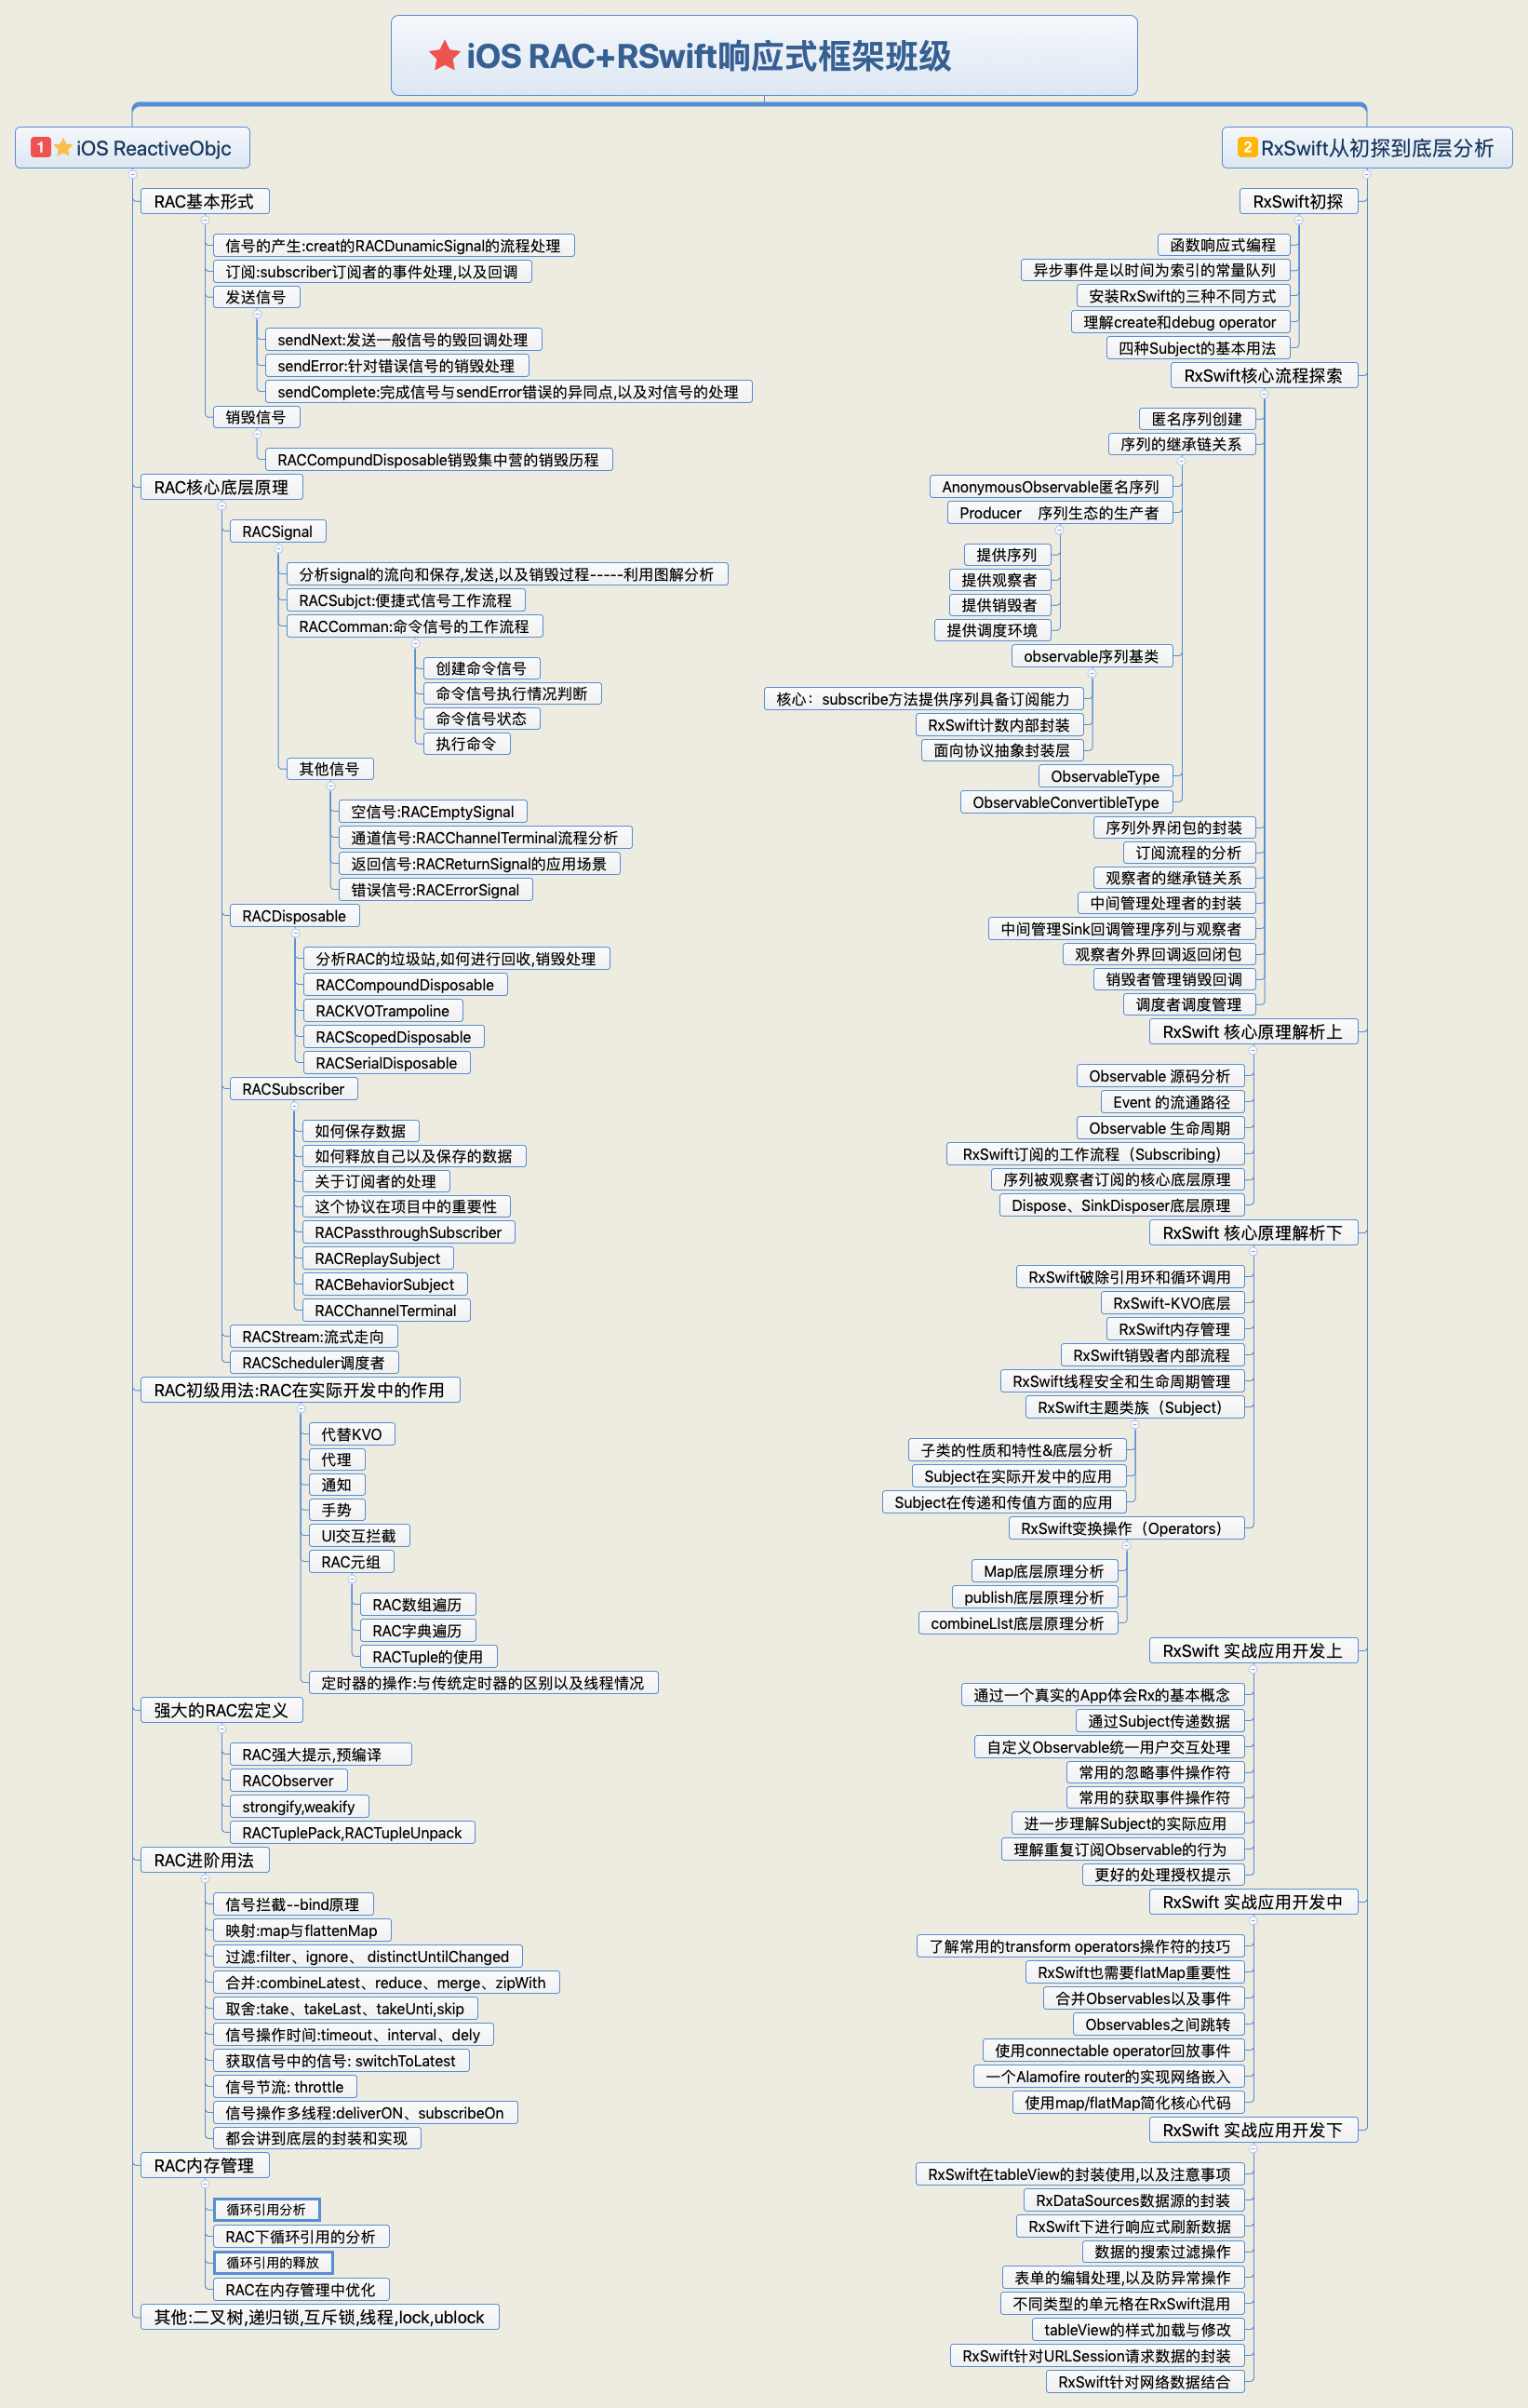 iOS RAC+RSwift响应式框架班级
1
iOS ReactiveObjc
RAC基本形式
信号的产生:creat的RACDunamicSignal的流程处理
订阅:subscriber订阅者的事件处理,以及回调
发送信号
sendNext:发送一般信号的毁回调处理
sendError:针对错误信号的销毁处理
sendComplete:完成信号与sendError错误的异同点,以及对信号的处理
销毁信号
RACCompundDisposable销毁集中营的销毁历程
RAC核心底层原理
RACSignal
分析signal的流向和保存,发送,以及销毁过程-----利用图解分析
RACSubjct:便捷式信号工作流程
RACComman:命令信号的工作流程
创建命令信号
命令信号执行情况判断
命令信号状态
执行命令
其他信号
空信号:RACEmptySignal
通道信号:RACChannelTerminal流程分析
返回信号:RACReturnSignal的应用场景
错误信号:RACErrorSignal
RACDisposable
分析RAC的垃圾站,如何进行回收,销毁处理
RACCompoundDisposable
RACKVOTrampoline
RACScopedDisposable
RACSerialDisposable
RACSubscriber
如何保存数据
如何释放自己以及保存的数据
关于订阅者的处理
这个协议在项目中的重要性
RACPassthroughSubscriber
RACReplaySubject
RACBehaviorSubject
RACChannelTerminal
RACStream:流式走向
RACScheduler调度者
RAC初级用法:RAC在实际开发中的作用
代替KVO
代理
通知
手势
UI交互拦截
RAC元组
RAC数组遍历
RAC字典遍历
RACTuple的使用
定时器的操作:与传统定时器的区别以及线程情况
强大的RAC宏定义
RAC强大提示,预编译
RACObserver
strongify,weakify
RACTuplePack,RACTupleUnpack
RAC进阶用法
信号拦截--bind原理
映射:map与flattenMap
过滤:filter、ignore、 distinctUntilChanged
合并:combineLatest、reduce、merge、zipWith
取舍:take、takeLast、takeUnti,skip
信号操作时间:timeout、interval、dely
获取信号中的信号: switchToLatest
信号节流: throttle
信号操作多线程:deliverON、subscribeOn
都会讲到底层的封装和实现
RAC内存管理
循环引用分析
RAC下循环引用的分析
循环引用的释放
RAC在内存管理中优化
其他:二叉树,递归锁,互斥锁,线程,lock,ublock
2
RxSwift从初探到底层分析
RxSwift初探
函数响应式编程
异步事件是以时间为索引的常量队列
安装RxSwift的三种不同方式
理解create和debug operator
四种Subject的基本用法
RxSwift核心流程探索
匿名序列创建
序列的继承链关系
AnonymousObservable匿名序列
Producer 序列生态的生产者
提供序列
提供观察者
提供销毁者
提供调度环境
observable序列基类
核心：subscribe方法提供序列具备订阅能力
RxSwift计数内部封装
面向协议抽象封装层
ObservableType
ObservableConvertibleType
序列外界闭包的封装
订阅流程的分析
观察者的继承链关系
中间管理处理者的封装
中间管理Sink回调管理序列与观察者
观察者外界回调返回闭包
销毁者管理销毁回调
调度者调度管理
RxSwift 核心原理解析上
Observable 源码分析
Event 的流通路径
Observable 生命周期
RxSwift订阅的工作流程（Subscribing）
序列被观察者订阅的核心底层原理
Dispose、SinkDisposer底层原理
RxSwift 核心原理解析下
RxSwift破除引用环和循环调用
RxSwift-KVO底层
RxSwift内存管理
RxSwift销毁者内部流程
RxSwift线程安全和生命周期管理
RxSwift主题类族（Subject）
子类的性质和特性&底层分析
Subject在实际开发中的应用
Subject在传递和传值方面的应用
RxSwift变换操作（Operators）
Map底层原理分析
publish底层原理分析
combineLIst底层原理分析
RxSwift 实战应用开发上
通过一个真实的App体会Rx的基本概念
通过Subject传递数据
自定义Observable统一用户交互处理
常用的忽略事件操作符
常用的获取事件操作符
进一步理解Subject的实际应用
理解重复订阅Observable的行为
更好的处理授权提示
RxSwift 实战应用开发中
了解常用的transform operators操作符的技巧
RxSwift也需要flatMap重要性
合并Observables以及事件
Observables之间跳转
使用connectable operator回放事件
一个Alamofire router的实现网络嵌入
使用map/flatMap简化核心代码
RxSwift 实战应用开发下
RxSwift在tableView的封装使用,以及注意事项
RxDataSources数据源的封装
RxSwift下进行响应式刷新数据
数据的搜索过滤操作
表单的编辑处理,以及防异常操作
不同类型的单元格在RxSwift混用
tableView的样式加载与修改
RxSwift针对URLSession请求数据的封装
RxSwift针对网络数据结合